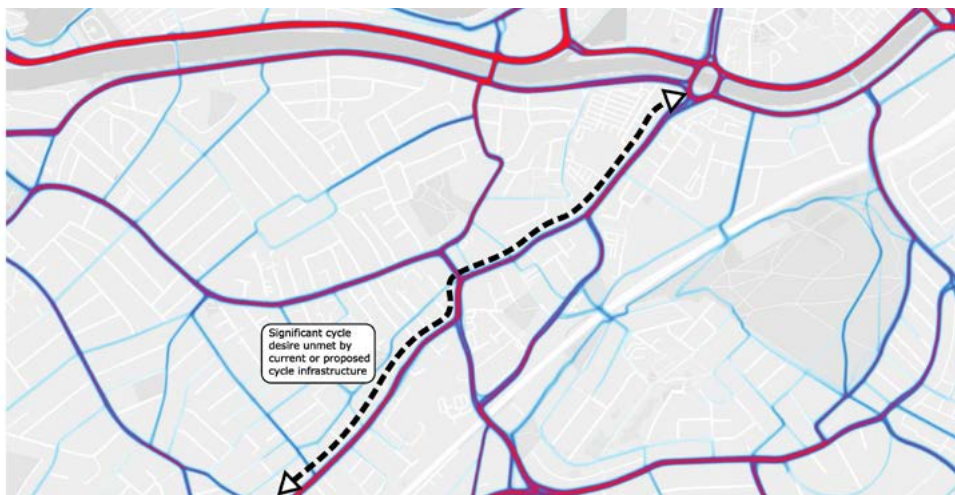 Significant cycle
desire unmet by
current or proposed
cycle infrastructure